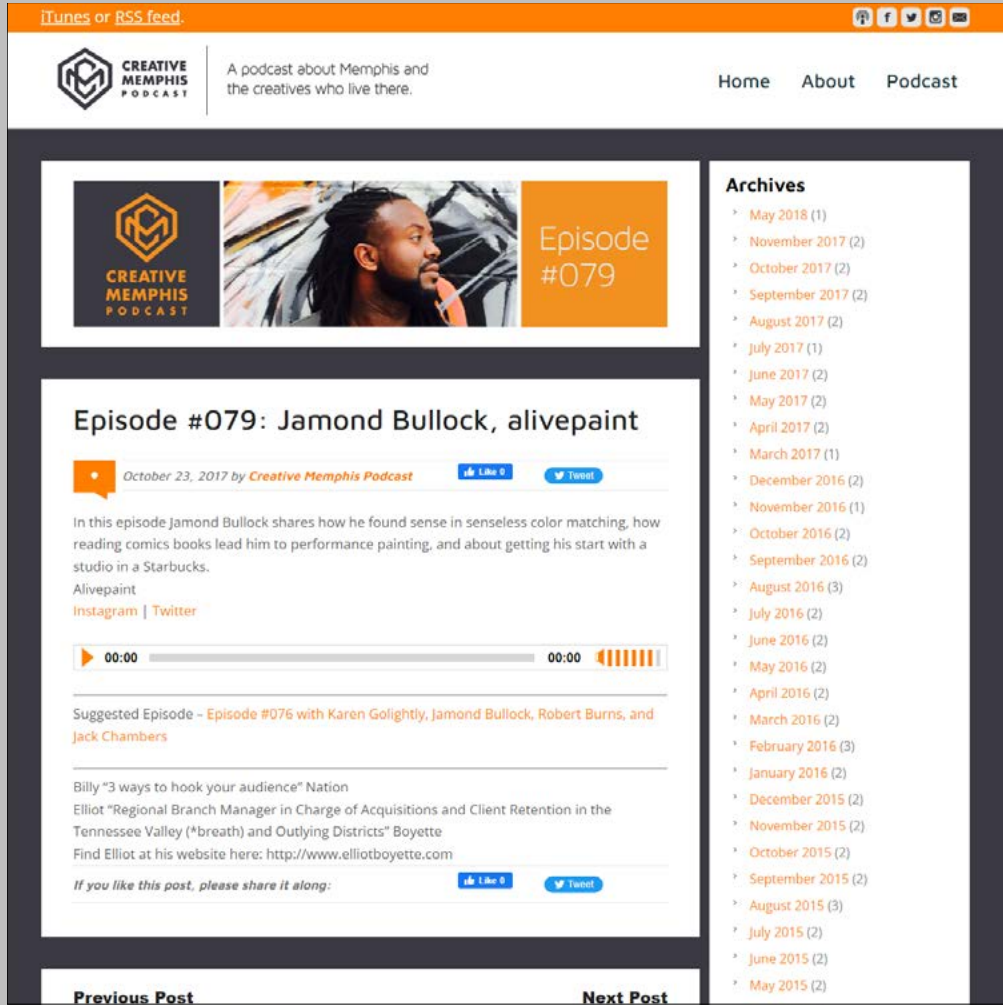 iTunes or RSS feed.
CREATIVE
MEMPHIS
PODCAST
A podcast about Memphis and
the creatives who live there.
Home About Podcast
CREATIVE
MEMPHIS
PODCAST
Episode
#079
Episode #079: Jamond Bullock, alivepaint
October 23, 2017 by Creative Memphis Podcast Like 0 Tweet
In this episode Jamond Bullock shares how he found sense in senseless color matching, how
reading comics books lead him to performance painting, and about getting his start with a
studio in a Starbucks.
Alivepaint
Instagram | Twitter
00:00 00:00
Suggested Episode – Episode #076 with Karen Golightly, Jamond Bullock, Robert Burns, and
Jack Chambers
Billy “3 ways to hook your audience” Nation
Elliot “Regional Branch Manager in Charge of Acquisitions and Client Retention in the
Tennessee Valley (*breath) and Outlying Districts” Boyette
Find Elliot at his website here: http://www.elliotboyette.com
If you like this post, please share it along: Like 0 Tweet
Previous Post Next Post
Archives
May 2018 (1)
November 2017 (2)
October 2017 (2)
September 2017 (2)
August 2017 (2)
July 2017 (1)
June 2017 (2)
May 2017 (2)
April 2017 (2)
March 2017 (1)
December 2016 (2)
November 2016 (1)
October 2016 (2)
September 2016 (2)
August 2016 (3)
July 2016 (2)
June 2016 (2)
May 2016 (2)
April 2016 (2)
March 2016 (2)
February 2016 (3)
January 2016 (2)
December 2015 (2)
November 2015 (2)
October 2015 (2)
September 2015 (2)
August 2015 (3)
July 2015 (2)
June 2015 (2)
May 2015 (2)